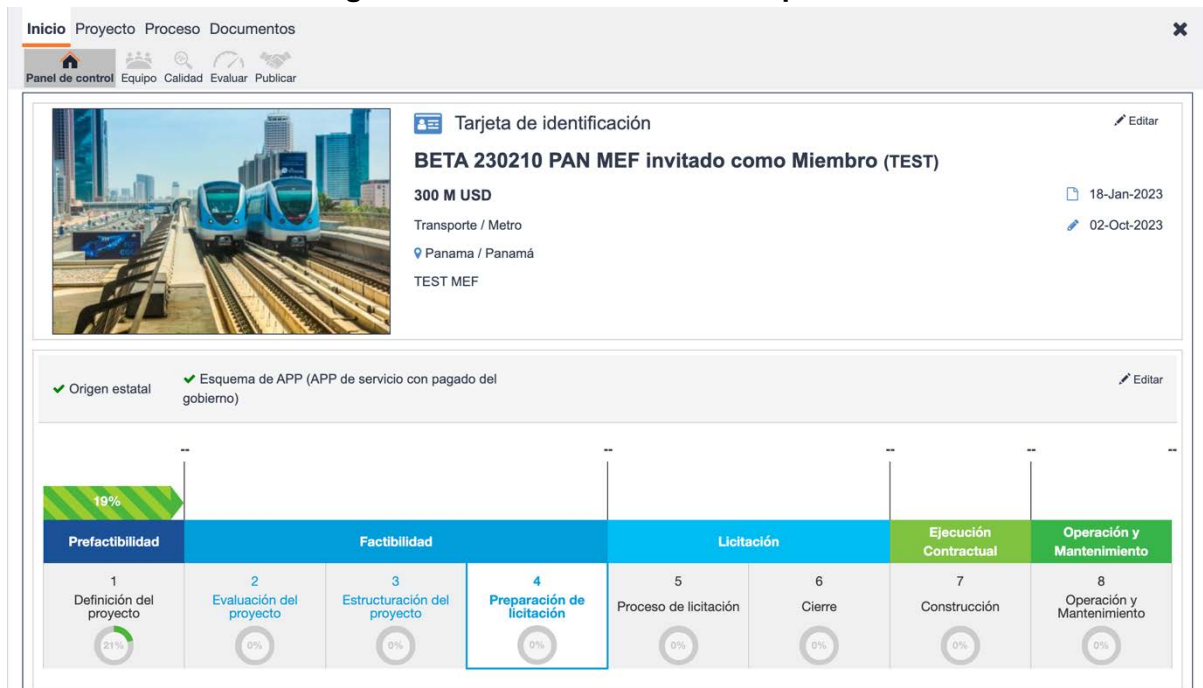 Inicio Proyecto Proceso Documentos
Panel de control Equipo Calidad Evaluar Publicar
Tarjeta de identificación
Editar
BETA 230210 PAN MEF invitado como Miembro (TEST)
300 M USD
18-Jan-2023
Transporte / Metro
02-Oct-2023
Panama / Panamá
TEST MEF
Origen estatal
Esquema de APP (APP de servicio con pagado del
gobierno)
Editar
-- -- -- -- --
19%
Prefactibilidad
Factibilidad
Licitación
Ejecución
Contractual
Operación y
Mantenimiento
1
Definición del
proyecto
21%
2
Evaluación del
proyecto
0%
3
Estructuración del
proyecto
0%
4
Preparación de
licitación
0%
5
Proceso de licitación
0%
6
Cierre
0%
7
Construcción
0%
8
Operación y
Mantenimiento
0%